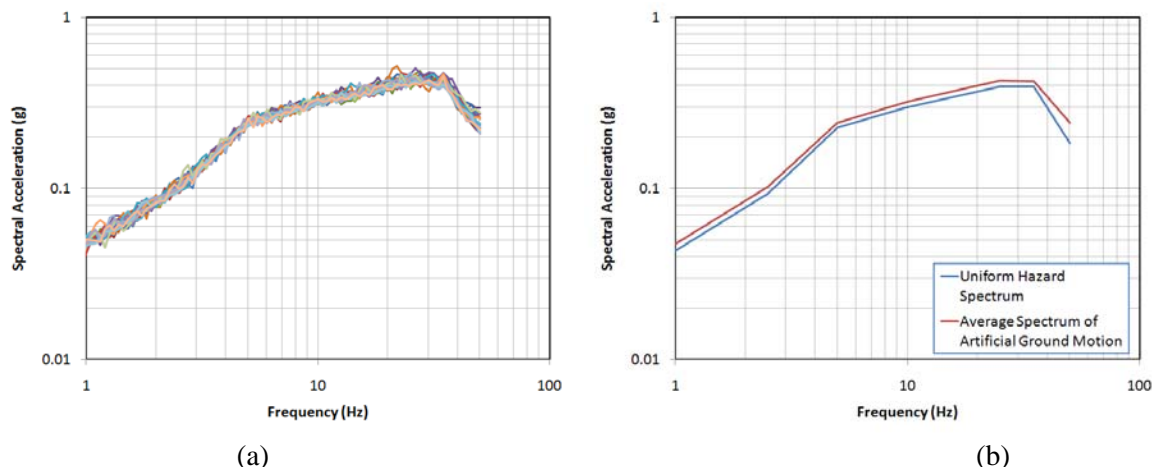 1
0.1
0.01
Spectral Acceleration (g)
1
10
100
Frequency (Hz)
(a)
1
0.1
0.01
Spectral Acceleration (g)
Uniform Hazard
Spectrum
Average Spectrum of
Artificial Ground Motion
1
10
100
Frequency (Hz)
(b)